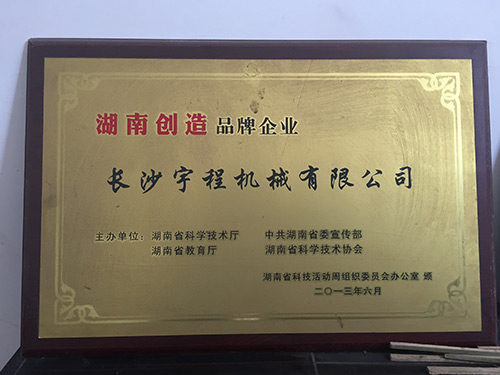 湖南创造品牌企业
长沙宇程机械有限公司
主办单位：湖南省科学技术厅 中共湖南省委宣传部
湖南省教育厅 湖南省科学技术协会
湖南省科技活动周组织委员会办公室 颁
二〇一三年六月